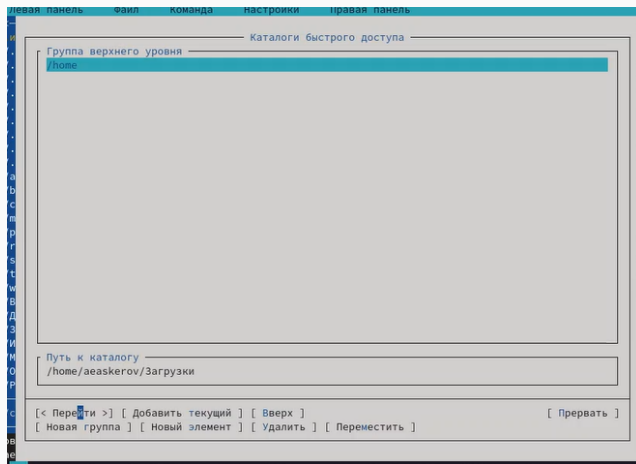 Левая панель Файл Команда Настройки Правая панель
Каталоги быстрого доступа
Группа верхнего уровня
/home
Путь к каталогу
/home/aeaskerov/Загрузки
[< Перейти >] [ Добавить текущий ] [ Вверх ] [ Прервать ]
[ Новая группа ] [ Новый элемент ] [ Удалить ] [ Переместить ]